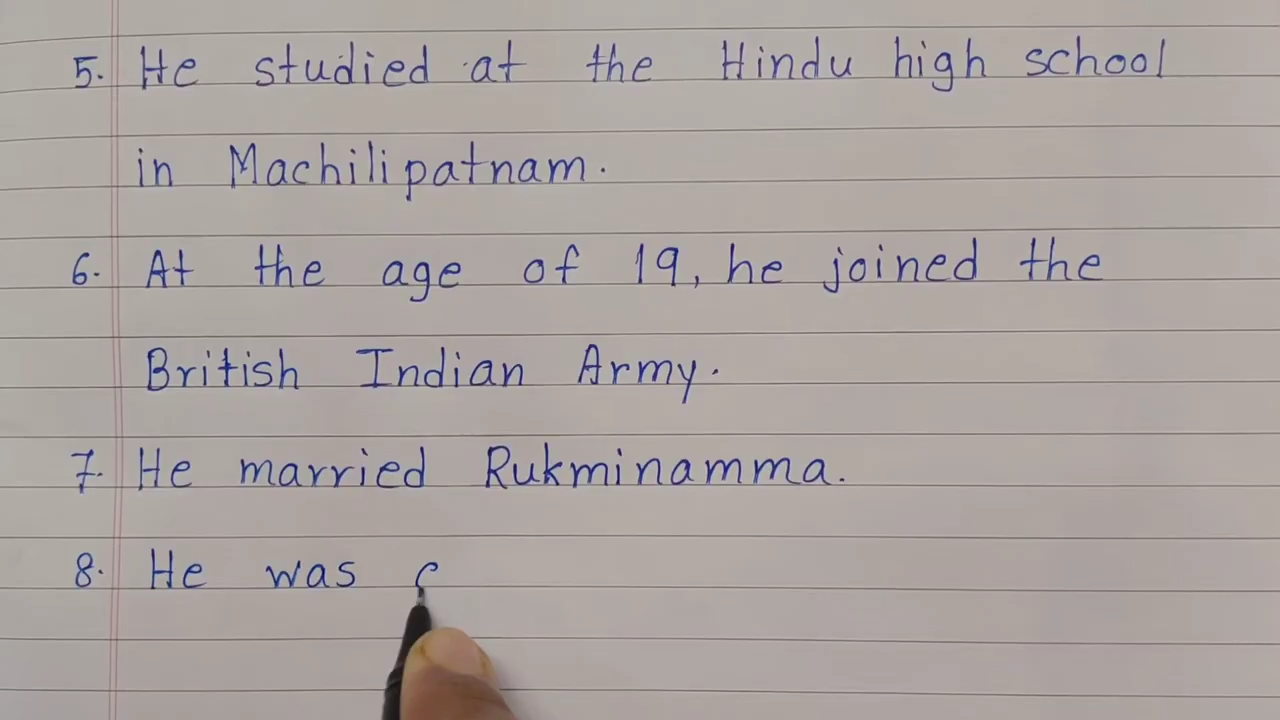 5. He studied at the Hindu high school
in Machilipatnam.
6. At the age of 19, he joined the
British Indian Army.
7. He married Rukminamma.
8. He was